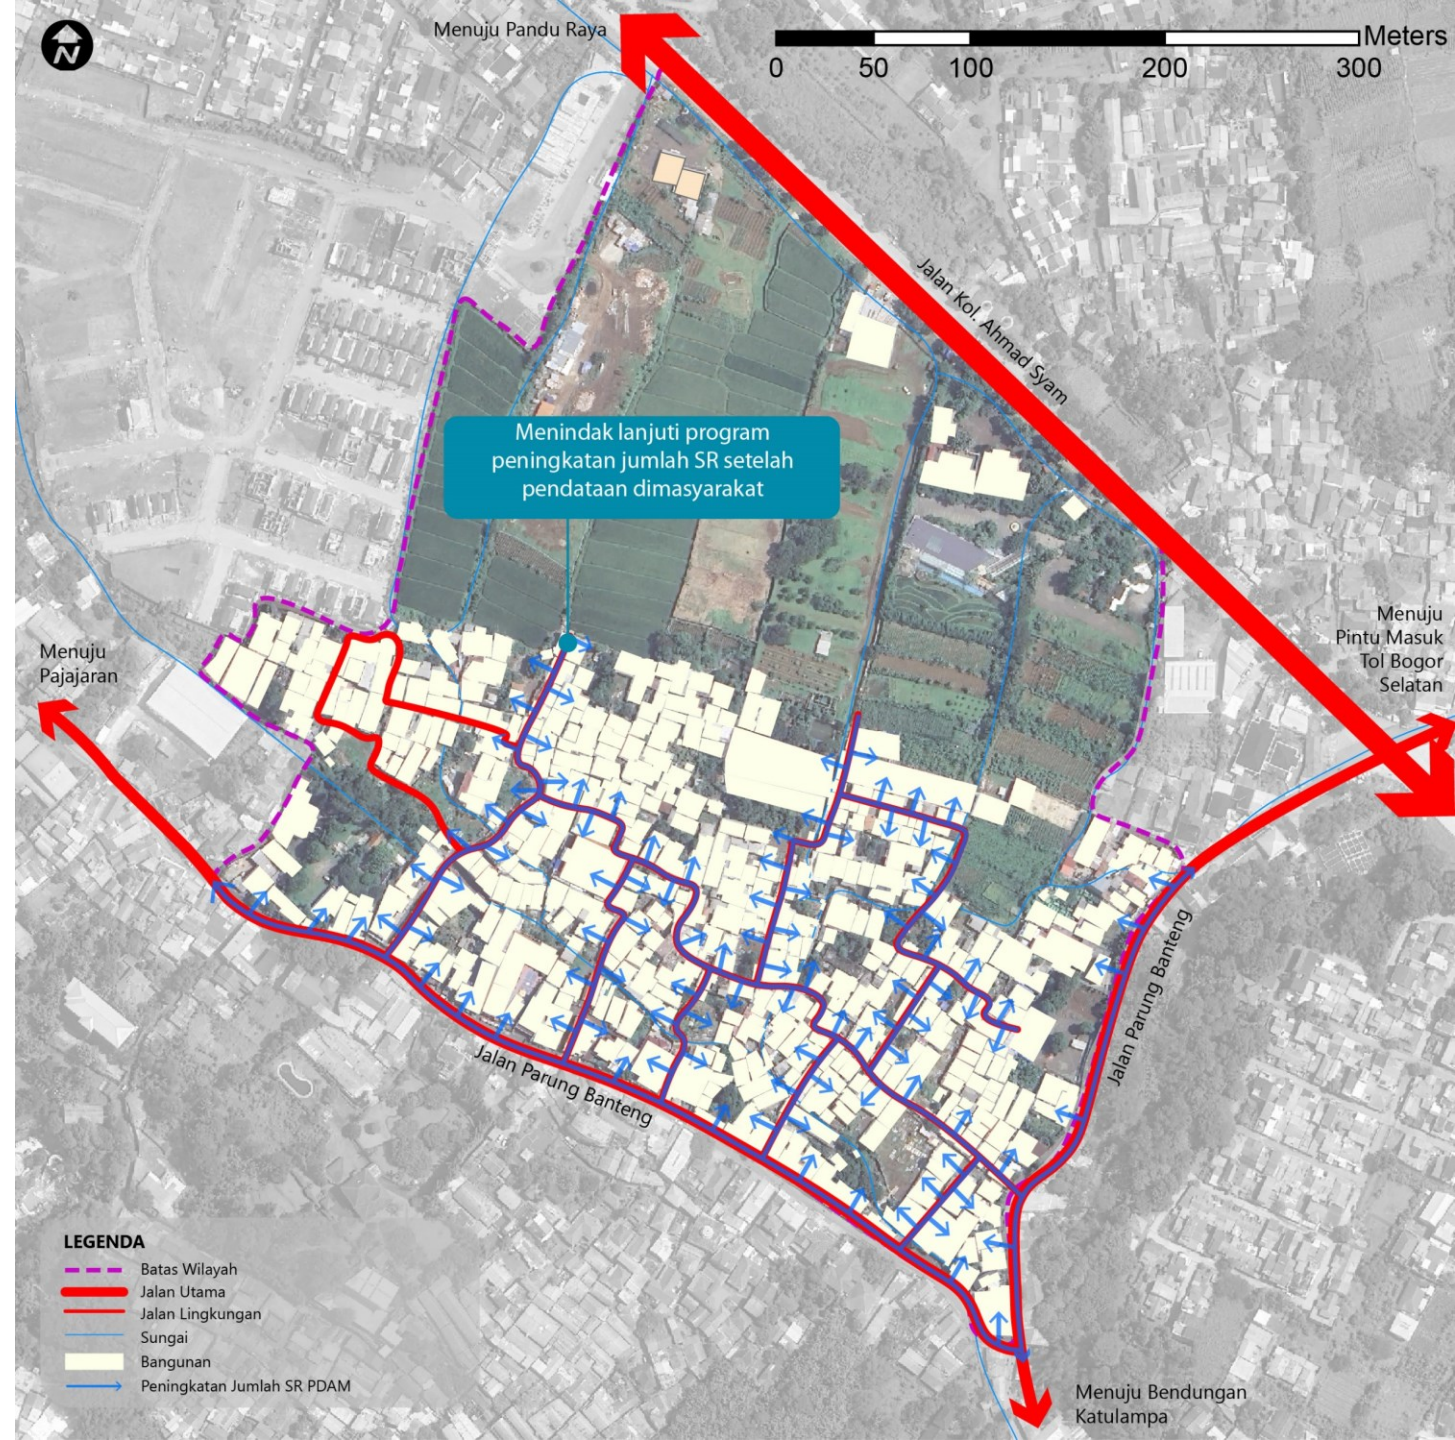 N
Menuju Pandu Raya
Meters
0 50 100 200 300
Jalan Kol. Ahmad Syam
Menindak lanjuti program
peningkatan jumlah SR setelah
pendataan dimasyarakat
Menuju
Pintu Masuk
Tol Bogor
Selatan
Menuju
Pajajaran
Jalan Parung Banteng
Jalan Parung Banteng
LEGENDA
Batas Wilayah
Jalan Utama
Jalan Lingkungan
Sungai
Bangunan
Peningkatan Jumlah SR PDAM
Menuju Bendungan
Katulampa